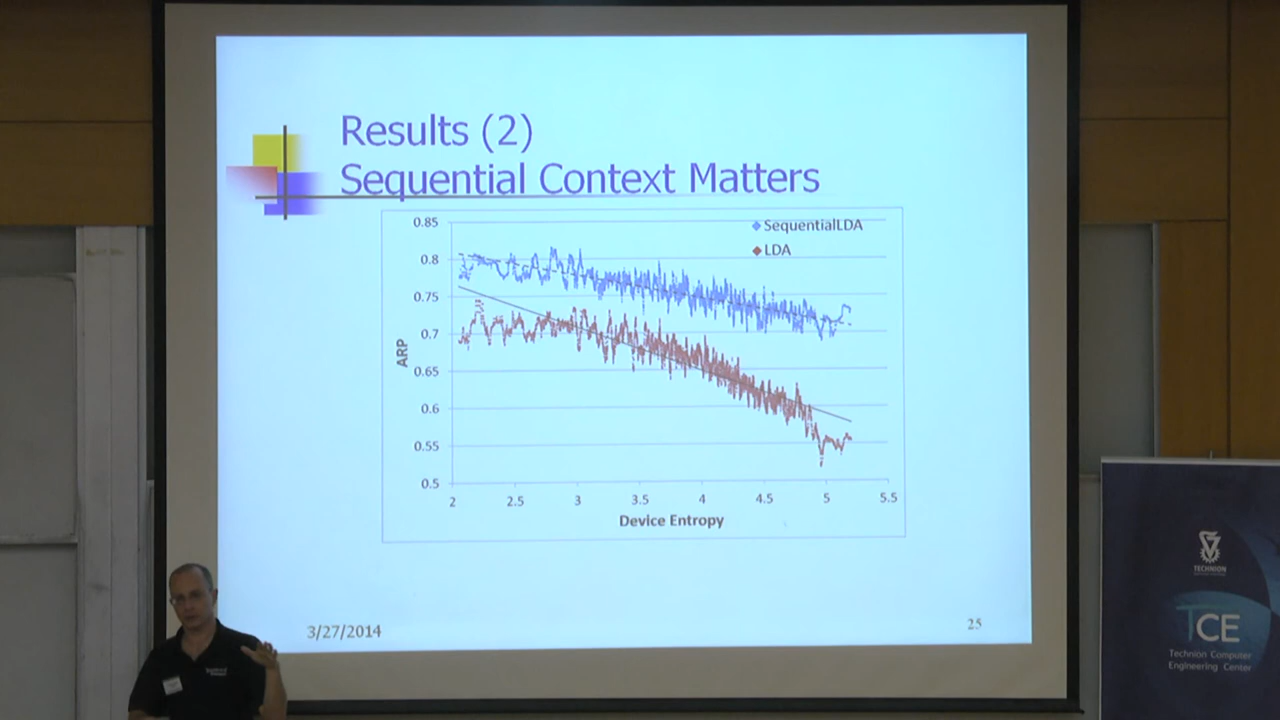 Results (2)
Sequential Context Matters
0.85
0.8
0.75
0.7
0.65
0.6
0.55
0.5
ARP
SequentialLDA
LDA
2
2.5
3
3.5
4
4.5
5
5.5
Device Entropy
3/27/2014
25
TECHNION
TCE
Technion Computer
Engineering Center